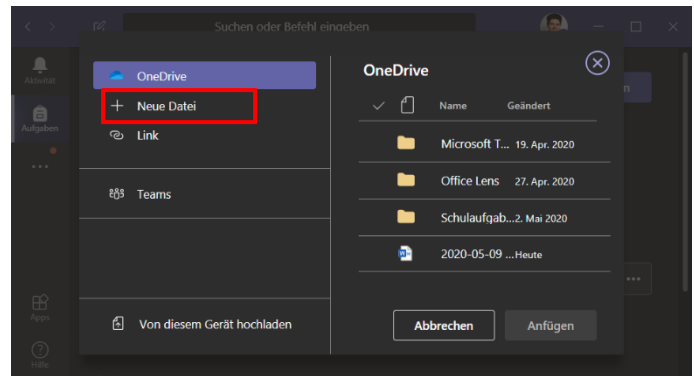 Suchen oder Befehl eingeben
Aktivität
Aufgaben
Apps
Hilfe
OneDrive
Neue Datei
Link
Teams
Von diesem Gerät hochladen
OneDrive
Name Geändert
Microsoft T... 19. Apr. 2020
Office Lens 27. Apr. 2020
Schulaufgab...2. Mai 2020
2020-05-09 ...Heute
Abbrechen Anfügen